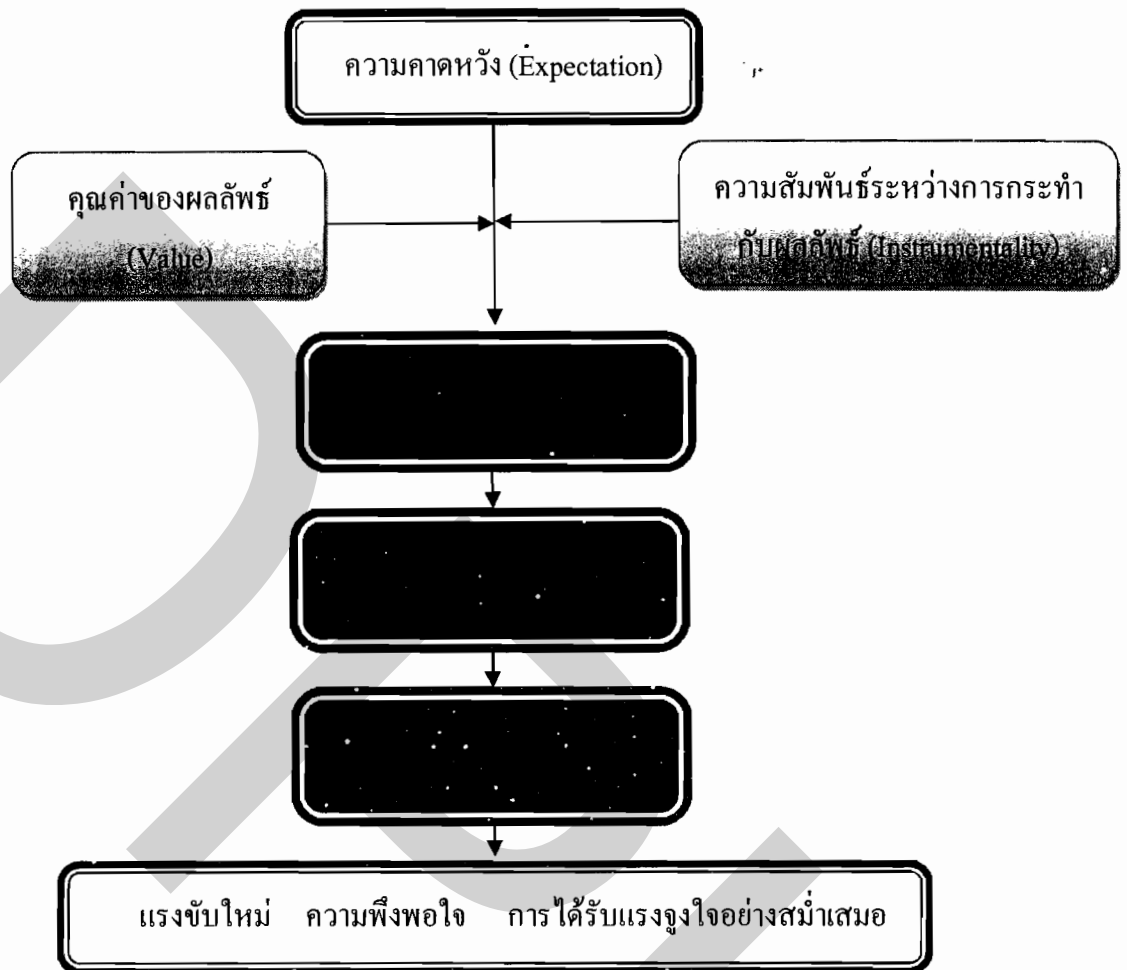 ความคาดหวัง (Expectation)
คุณค่าของผลลัพธ์
(Value)
ความสัมพันธ์ระหว่างการกระทำ
กับผลลัพธ์ (Instrumentality)
แรงขับใหม่ ความพึงพอใจ การได้รับแรงจูงใจอย่างสม่ำเสมอ